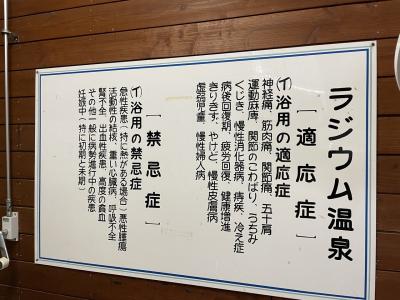 ラジウム温泉
［適応症］
(イ)浴用の適応症
神経痛、筋肉痛、関節痛、五十肩
運動麻痺、関節のこわばり、うちみ
くじき、慢性消化器病、痔疾、冷え症
病後回復期、疲労回復、健康増進
きりきず、やけど、慢性皮膚病
虚弱児童、慢性婦人病
［禁忌症］
(イ)浴用の禁忌症
急性疾患(特に熱がある場合)悪性腫瘍
活動性の結核、重い心臓病、呼吸不全
腎不全、出血性疾患、高度の貧血
その他一般に病勢進行中の疾患
妊娠中(特に初期と末期)